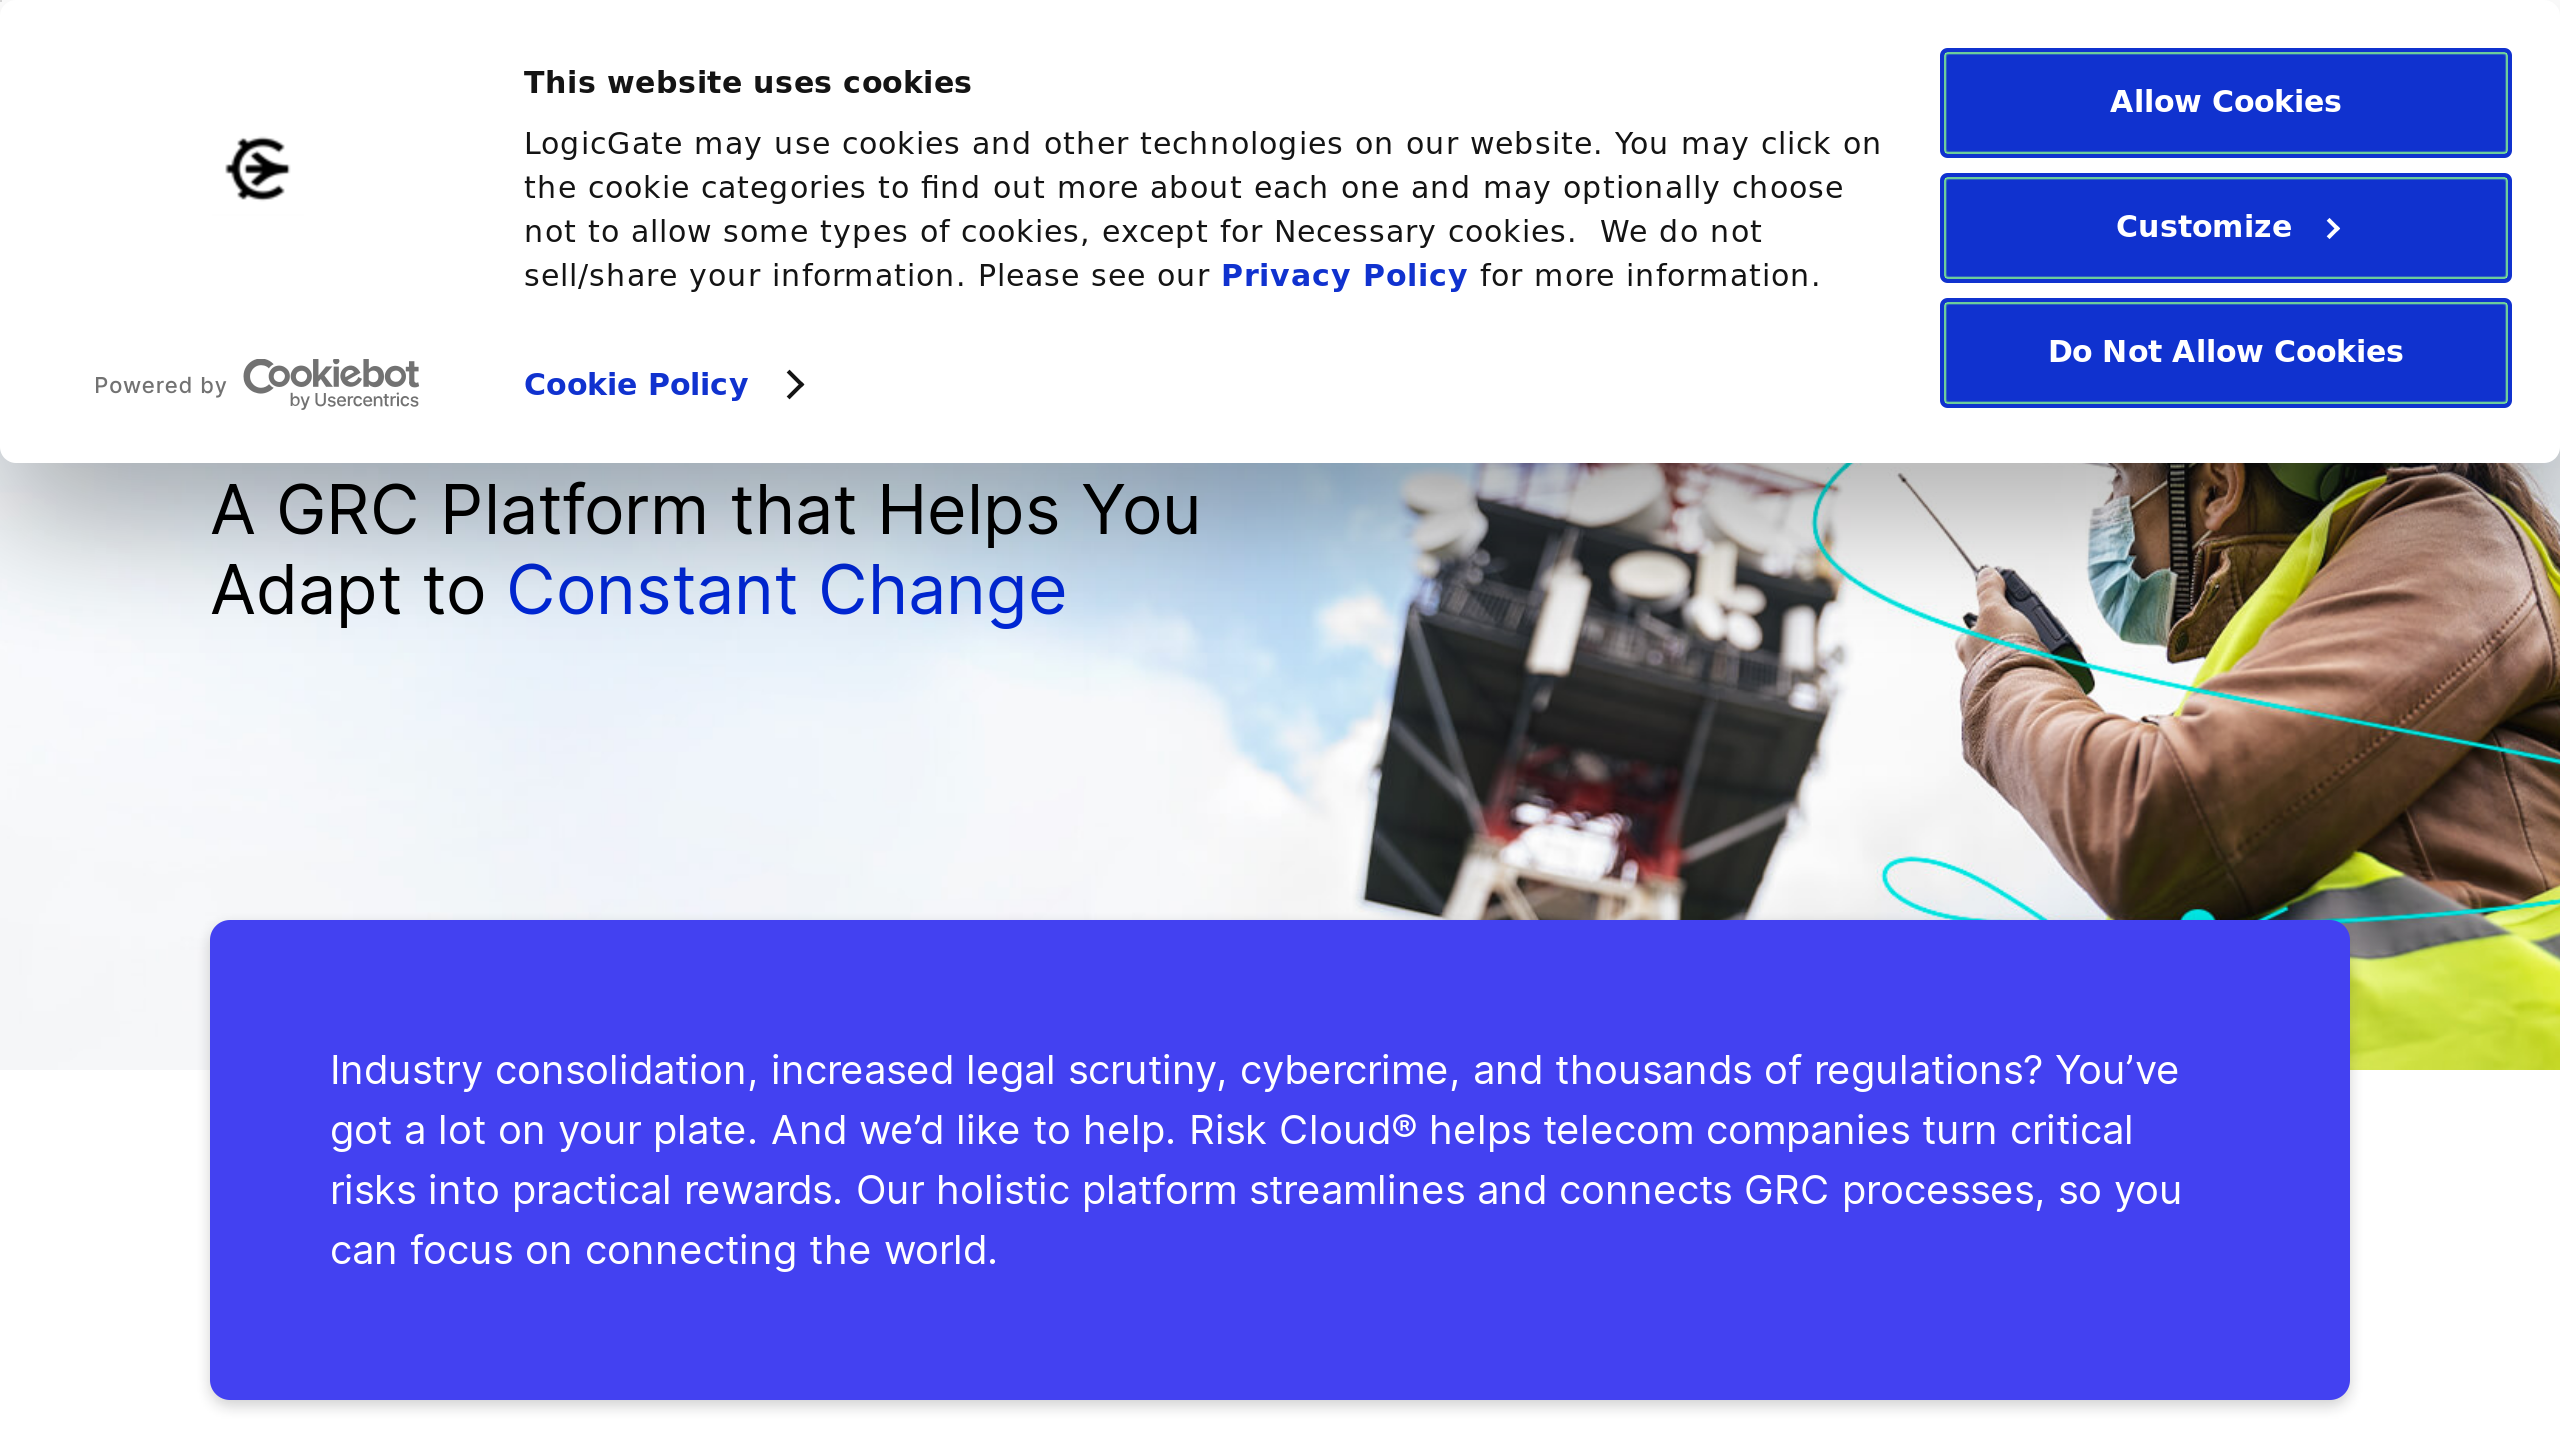 This website uses cookies
LogicGate may use cookies and other technologies on our website. You may click on
the cookie categories to find out more about each one and may optionally choose
not to allow some types of cookies, except for Necessary cookies.  We do not
sell/share your information. Please see our Privacy Policy for more information.
Powered by Cookiebot
by Usercentrics
Cookie Policy
Allow Cookies
Customize
Do Not Allow Cookies
A GRC Platform that Helps You
Adapt to Constant Change
Industry consolidation, increased legal scrutiny, cybercrime, and thousands of regulations? You’ve
got a lot on your plate. And we’d like to help. Risk Cloud® helps telecom companies turn critical
risks into practical rewards. Our holistic platform streamlines and connects GRC processes, so you
can focus on connecting the world.